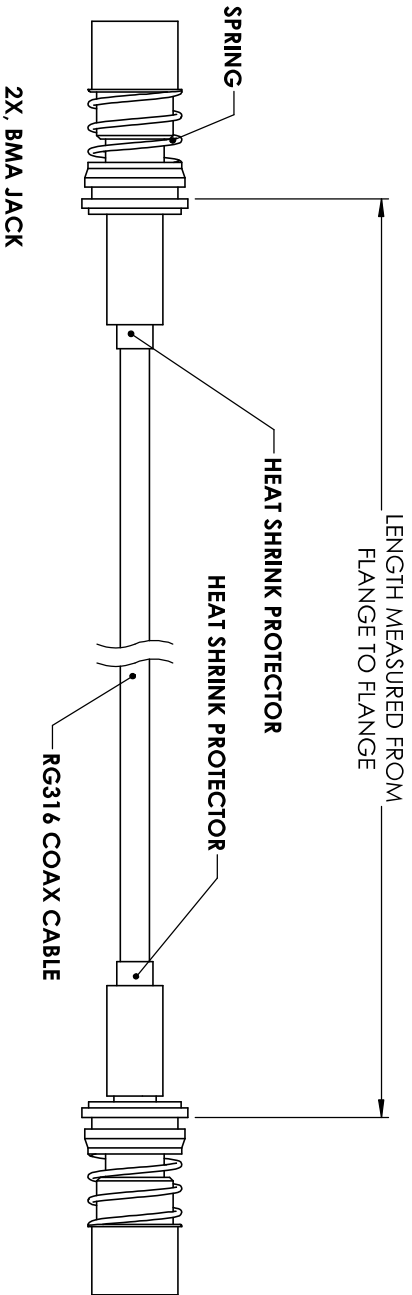 LENGTH MEASURED FROM
FLANGE TO FLANGE
HEAT SHRINK PROTECTOR
HEAT SHRINK PROTECTOR
SPRING
RG316 COAX CABLE
2X, BMA JACK